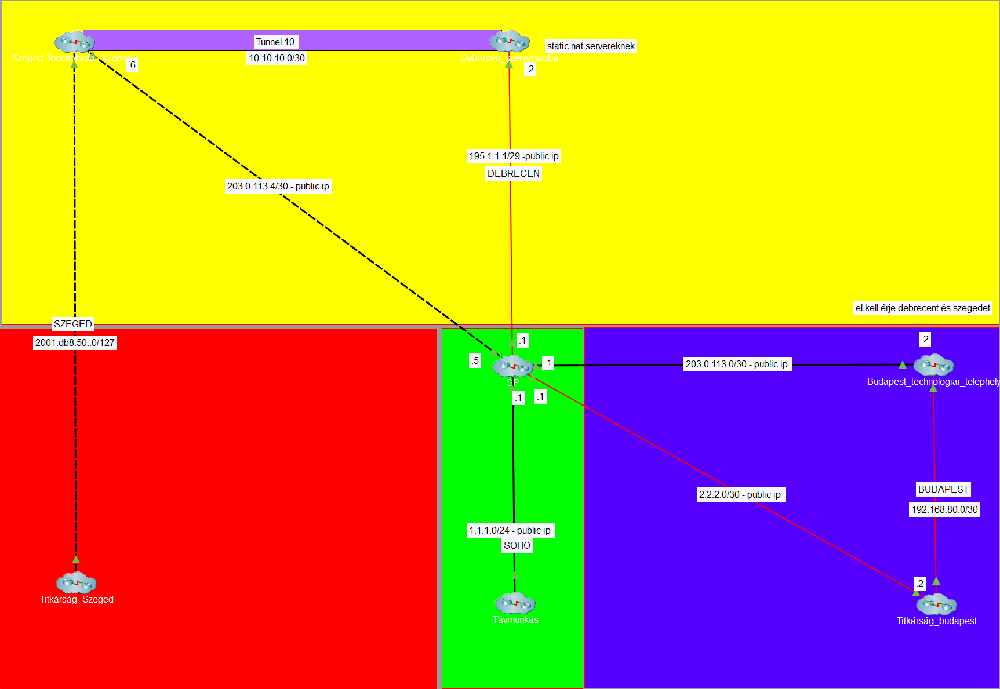 Tunnel 10
static nat servereknek
Szeged_tehcnologiai_telephely
10.10.10.0/30
Debrecen_szerverszoba
.6
.2
195.1.1.1/29 -public ip
DEBRECEN
203.0.113.4/30 - public ip
el kell érje debrecent és szegedet
SZEGED
2001:db8:50::0/127
.1
.2
.5
.1
203.0.113.0/30 - public ip
SP
Budapest_technologiai_telephely
.1
.1
BUDAPEST
2.2.2.0/30 - public ip
192.168.80.0/30
1.1.1.0/24 - public ip
SOHO
.2
Titkárság_Szeged
Távmunkás
Titkárság_budapest